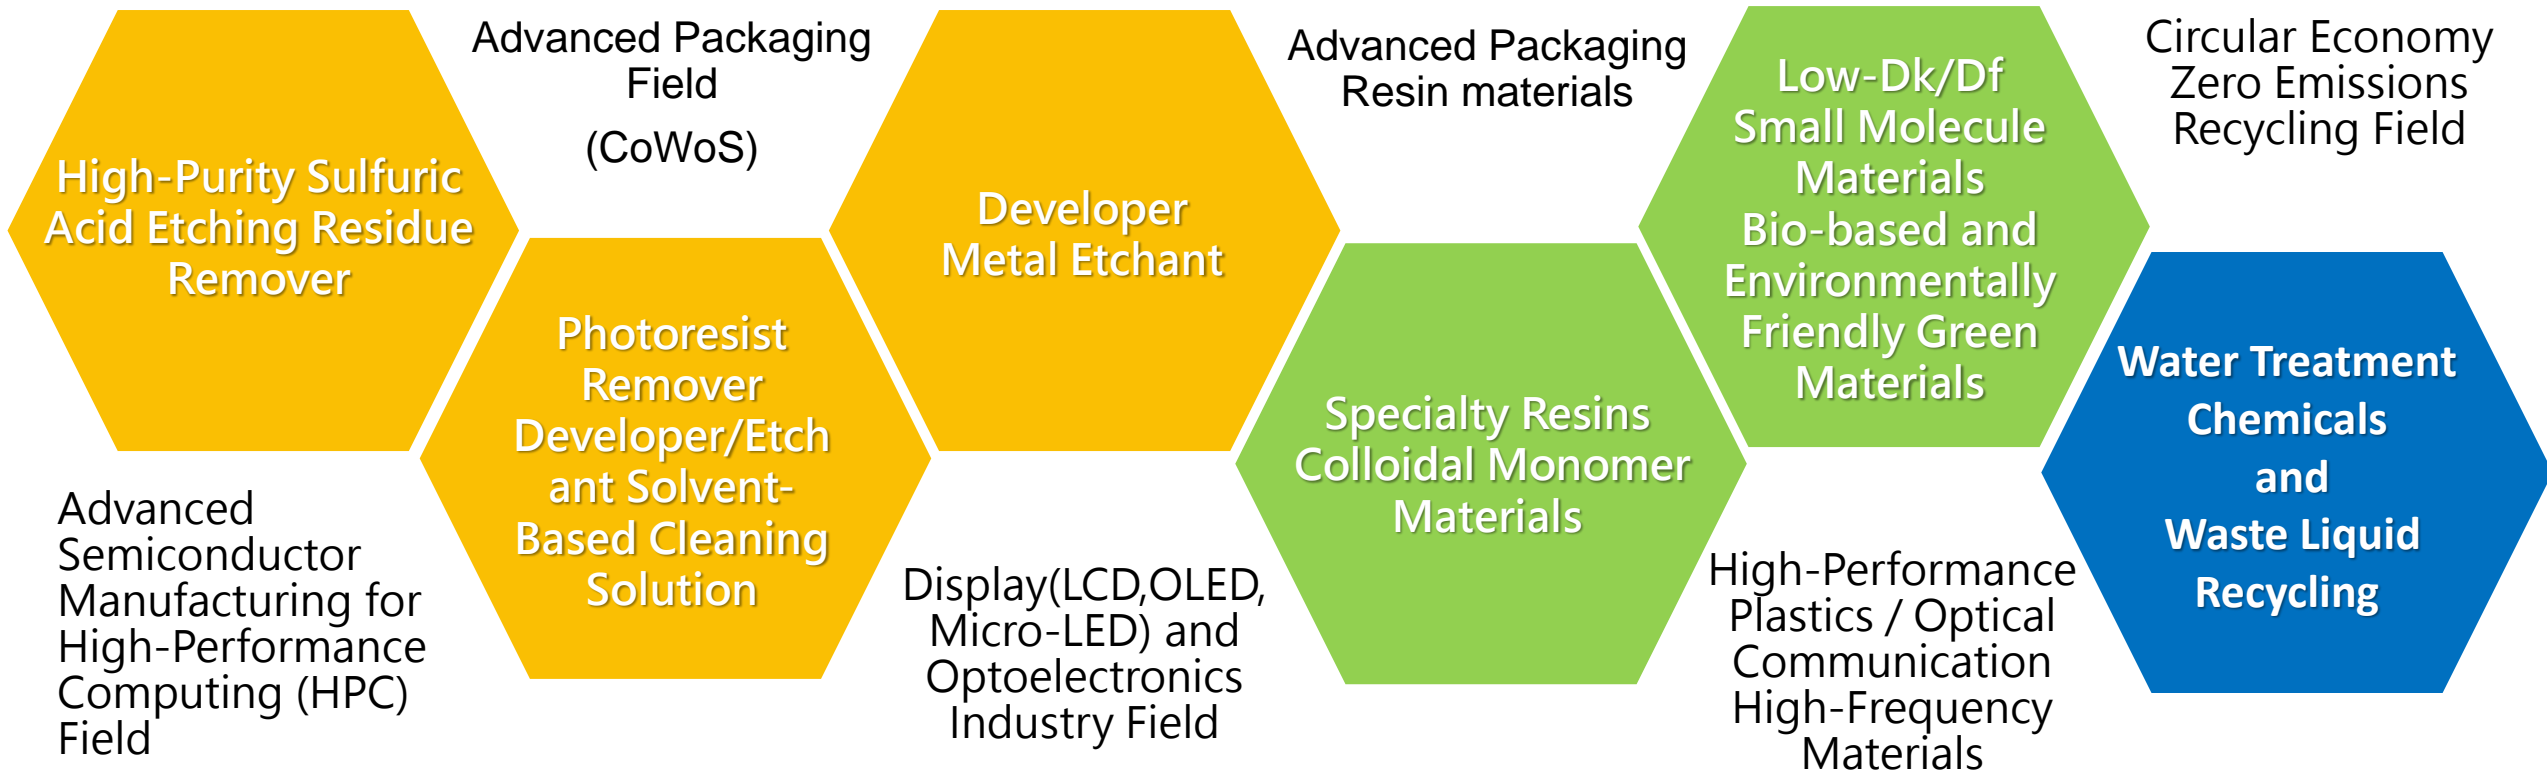 High-Purity Sulfuric
Acid Etching Residue
Remover
Advanced
Semiconductor
Manufacturing for
High-Performance
Computing (HPC)
Field
Advanced Packaging
Field
(CoWoS)
Photoresist
Remover
Developer/Etch
ant Solvent-
Based Cleaning
Solution
Developer
Metal Etchant
Display(LCD,OLED,
Micro-LED) and
Optoelectronics
Industry Field
Advanced Packaging
Resin materials
Specialty Resins
Colloidal Monomer
Materials
Low-Dk/Df
Small Molecule
Materials
Bio-based and
Environmentally
Friendly Green
Materials
High-Performance
Plastics / Optical
Communication
High-Frequency
Materials
Circular Economy
Zero Emissions
Recycling Field
Water Treatment
Chemicals
and
Waste Liquid
Recycling